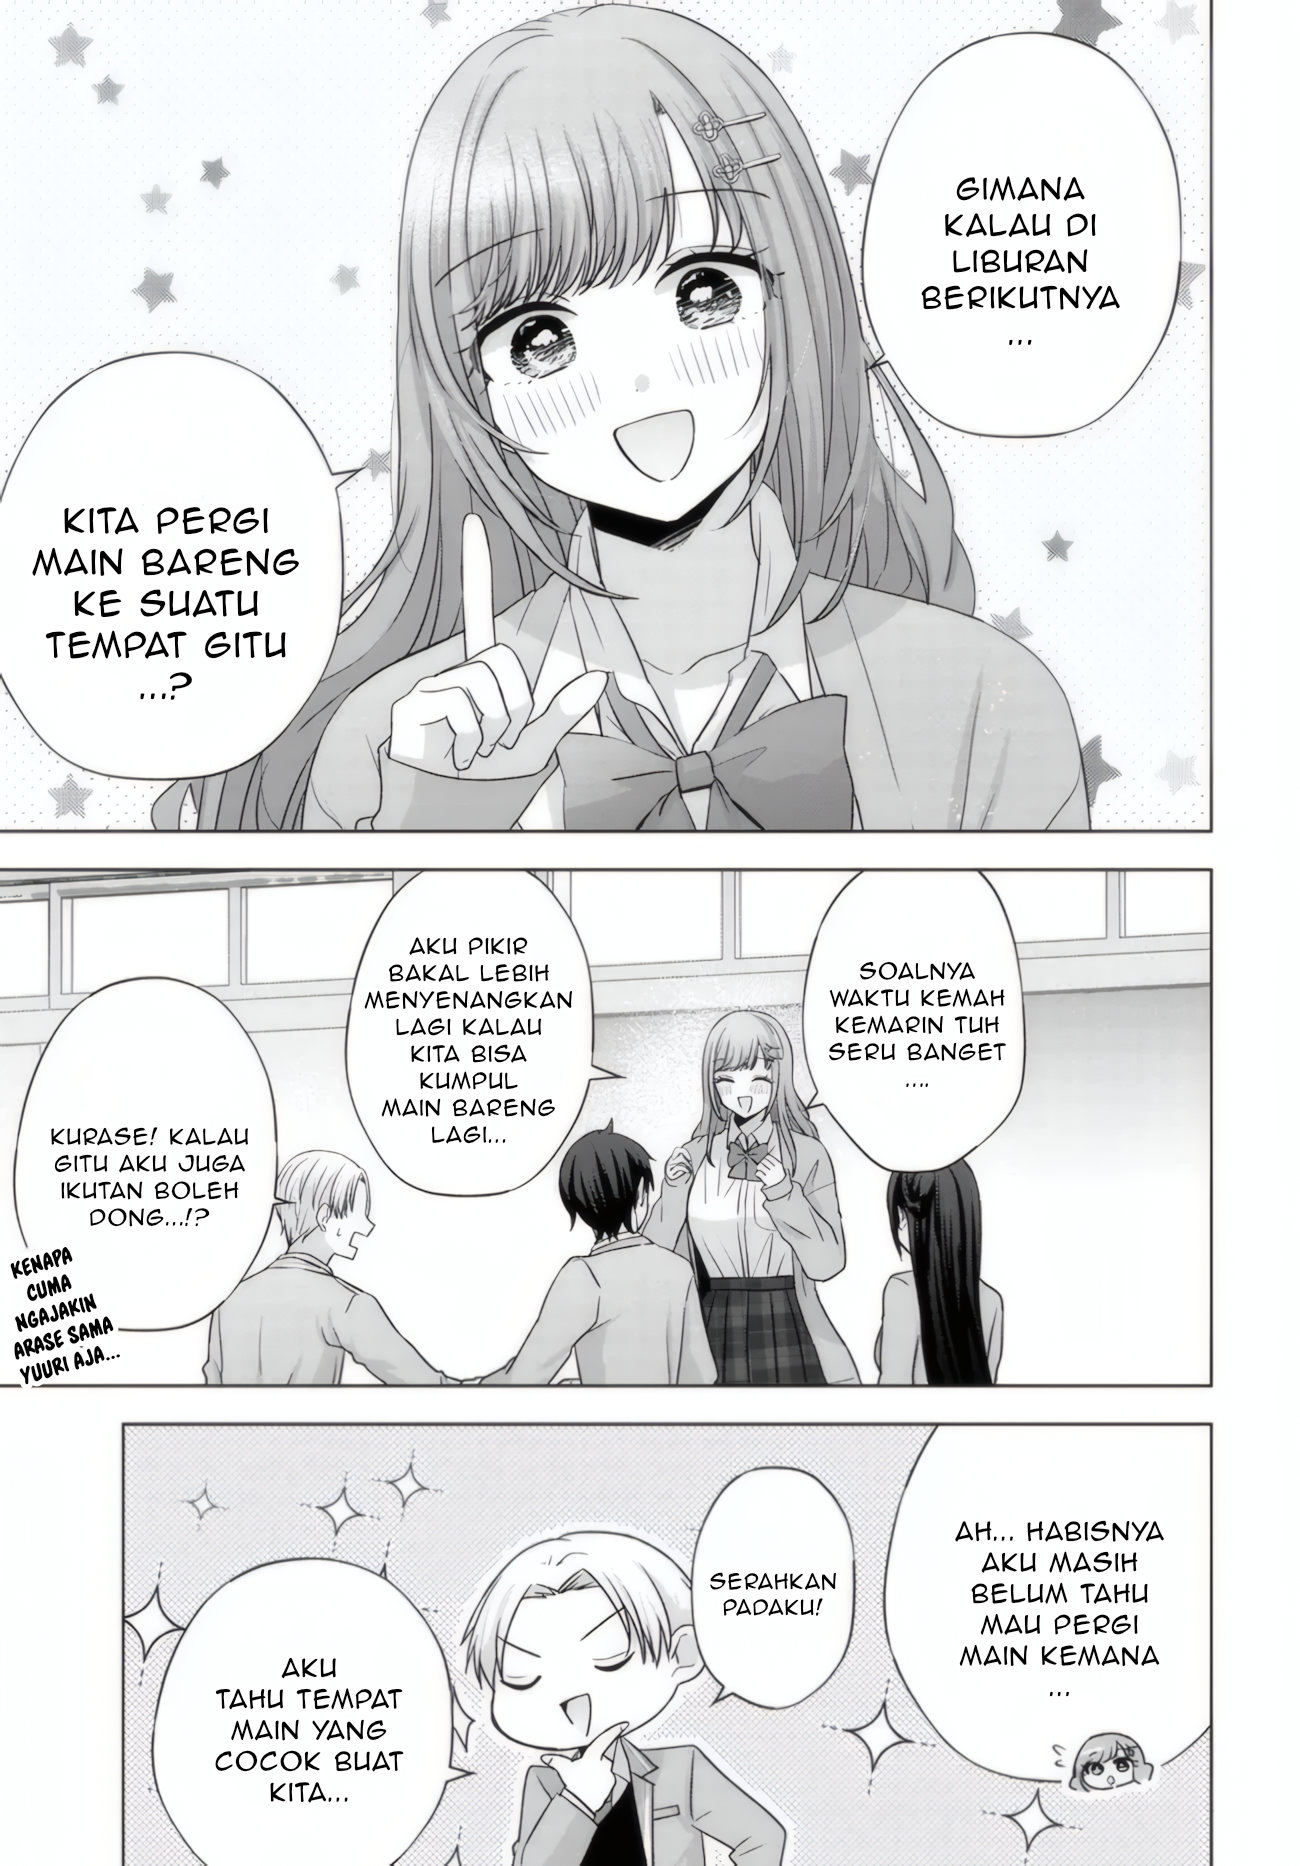 GIMANA
KALAU DI
LIBURAN
BERIKUTNYA
...
KITA PERGI
MAIN BARENG
KE SUATU
TEMPAT GITU
...?
SOALNYA
WAKTU KEMAH
KEMARIN TUH
SERU BANGET
....
AKU PIKIR
BAKAL LEBIH
MENYENANGKAN
LAGI KALAU
KITA BISA
KUMPUL
MAIN BARENG
LAGI...
KURASE! KALAU
GITU AKU JUGA
IKUTAN BOLEH
DONG...!?
KENAPA
CUMA
NGAJAKIN
ARASE SAMA
YUURI AJA...
AH... HABISNYA
AKU MASIH
BELUM TAHU
MAU PERGI
MAIN KEMANA
...
SERAHKAN
PADAKU!
AKU
TAHU TEMPAT
MAIN YANG
COCOK BUAT
KITA...